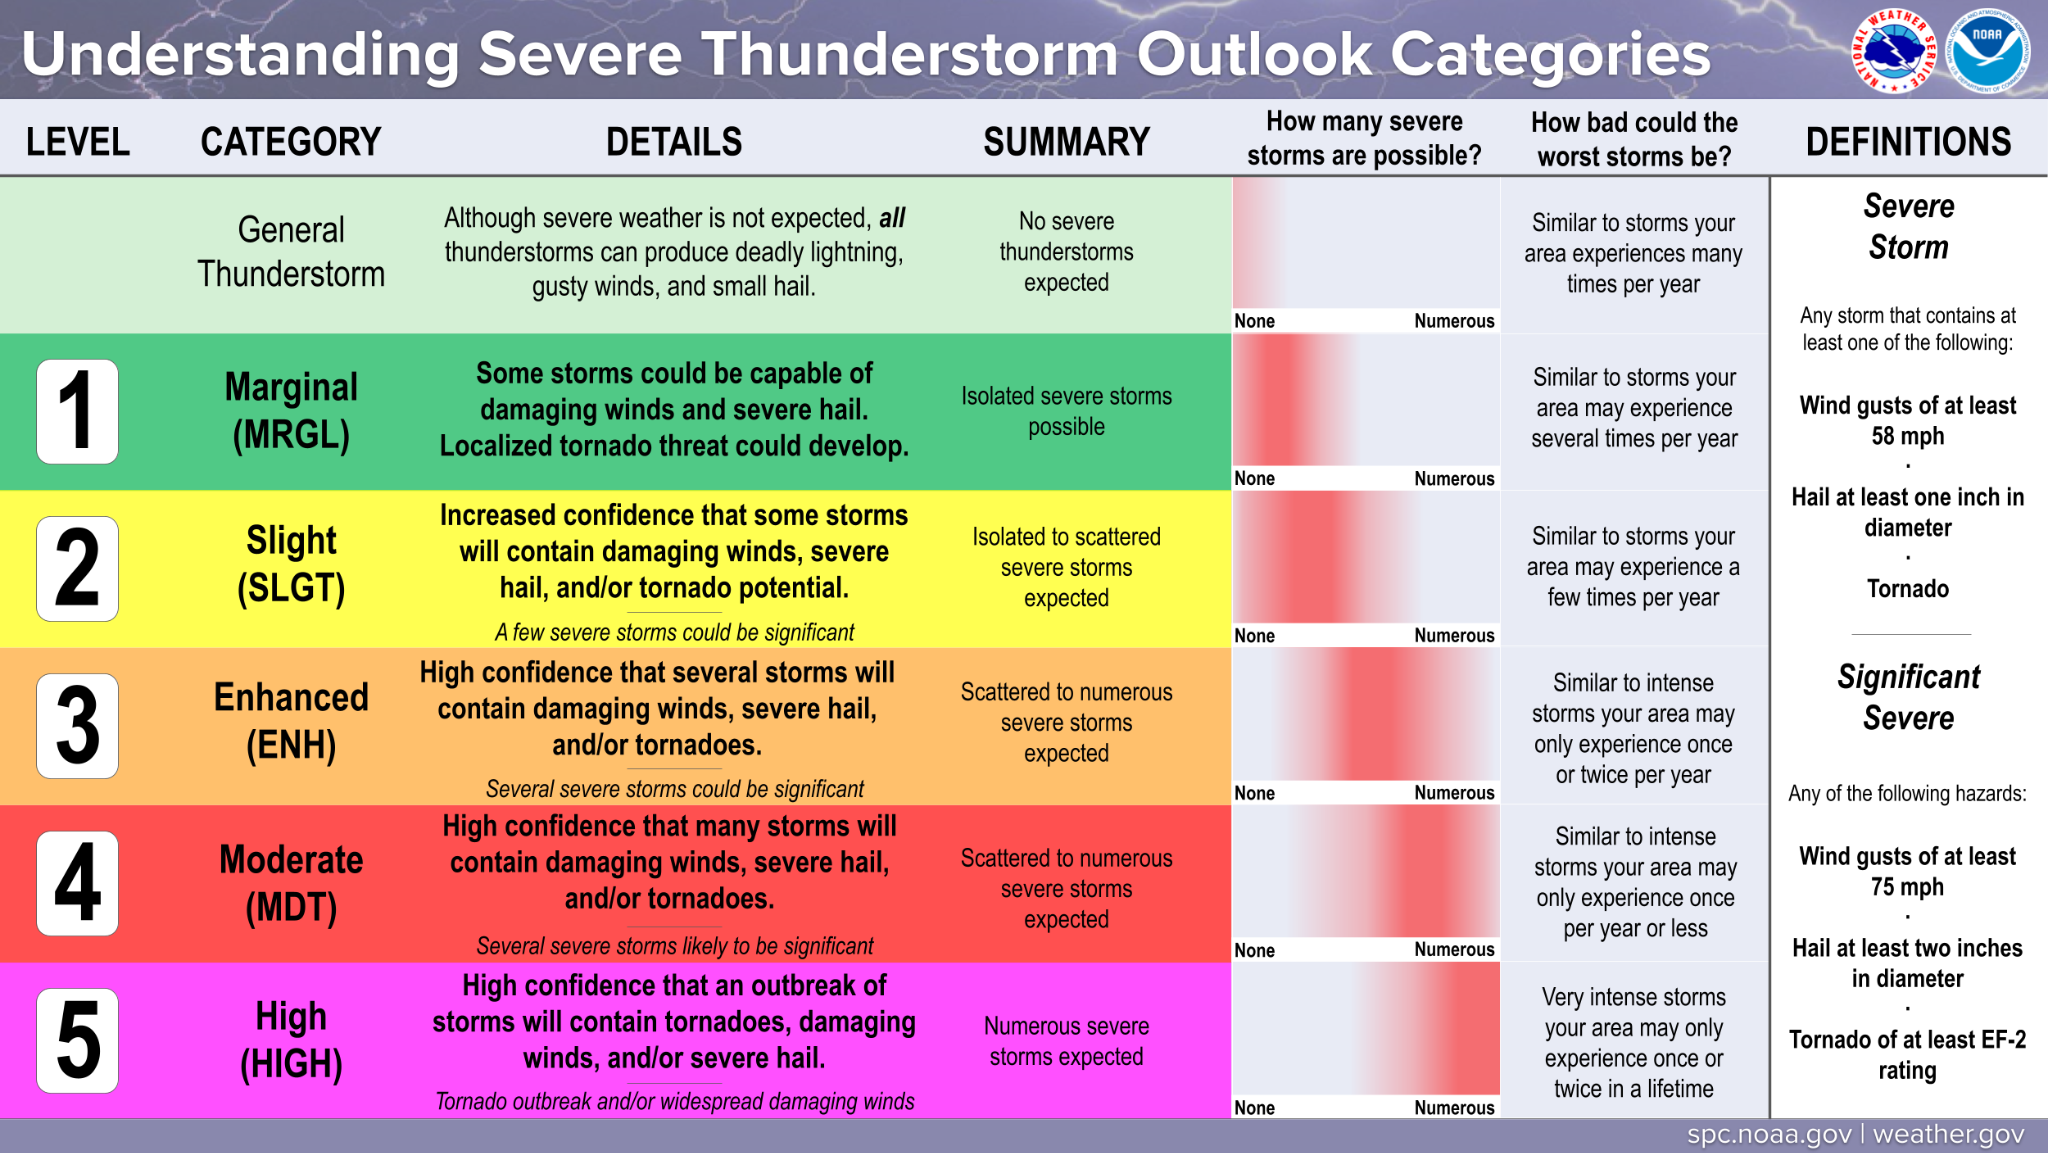 Understanding Severe Thunderstorm Outlook Categories
NATIONAL WEATHER SERVICE
NOAA
LEVEL
CATEGORY
DETAILS
SUMMARY
How many severe
storms are possible?
How bad could the
worst storms be?
DEFINITIONS
General
Thunderstorm
Although severe weather is not expected, all
thunderstorms can produce deadly lightning,
gusty winds, and small hail.
No severe
thunderstorms
expected
None
Numerous
Similar to storms your
area experiences many
times per year
1
Marginal
(MRGL)
Some storms could be capable of
damaging winds and severe hail.
Localized tornado threat could develop.
Isolated severe storms
possible
None
Numerous
Similar to storms your
area may experience
several times per year
2
Slight
(SLGT)
Increased confidence that some storms
will contain damaging winds, severe
hail, and/or tornado potential.
A few severe storms could be significant
Isolated to scattered
severe storms
expected
None
Numerous
Similar to storms your
area may experience a
few times per year
3
Enhanced
(ENH)
High confidence that several storms will
contain damaging winds, severe hail,
and/or tornadoes.
Several severe storms could be significant
Scattered to numerous
severe storms
expected
None
Numerous
Similar to intense
storms your area may
only experience once
or twice per year
4
Moderate
(MDT)
High confidence that many storms will
contain damaging winds, severe hail,
and/or tornadoes.
Several severe storms likely to be significant
Scattered to numerous
severe storms
expected
None
Numerous
Similar to intense
storms your area may
only experience once
per year or less
5
High
(HIGH)
High confidence that an outbreak of
storms will contain tornadoes, damaging
winds, and/or severe hail.
Tornado outbreak and/or widespread damaging winds
Numerous severe
storms expected
None
Numerous
Very intense storms
your area may only
experience once or
twice in a lifetime
Severe
Storm
Any storm that contains at
least one of the following:
Wind gusts of at least
58 mph
·
Hail at least one inch in
diameter
·
Tornado
Significant
Severe
Any of the following hazards:
Wind gusts of at least
75 mph
·
Hail at least two inches
in diameter
·
Tornado of at least EF-2
rating
spc.noaa.gov | weather.gov